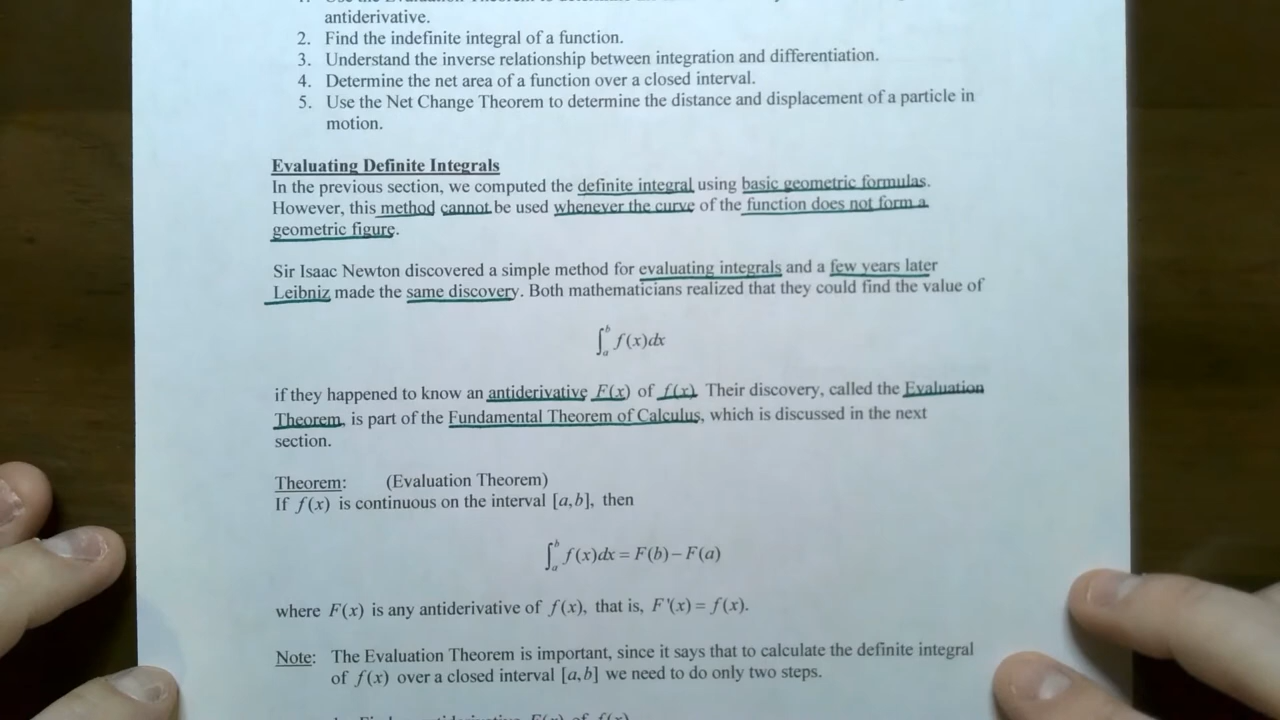 antiderivative.
2. Find the indefinite integral of a function.
3. Understand the inverse relationship between integration and differentiation.
4. Determine the net area of a function over a closed interval.
5. Use the Net Change Theorem to determine the distance and displacement of a particle in
motion.
Evaluating Definite Integrals
In the previous section, we computed the definite integral using basic geometric formulas.
However, this method cannot be used whenever the curve of the function does not form a
geometric figure.
Sir Isaac Newton discovered a simple method for evaluating integrals and a few years later
Leibniz made the same discovery. Both mathematicians realized that they could find the value of
∫_a^b f(x)dx
if they happened to know an antiderivative F(x) of f(x). Their discovery, called the Evaluation
Theorem, is part of the Fundamental Theorem of Calculus, which is discussed in the next
section.
Theorem: (Evaluation Theorem)
If f(x) is continuous on the interval [a,b], then
∫_a^b f(x)dx = F(b) − F(a)
where F(x) is any antiderivative of f(x), that is, F'(x) = f(x).
Note: The Evaluation Theorem is important, since it says that to calculate the definite integral
of f(x) over a closed interval [a,b] we need to do only two steps.